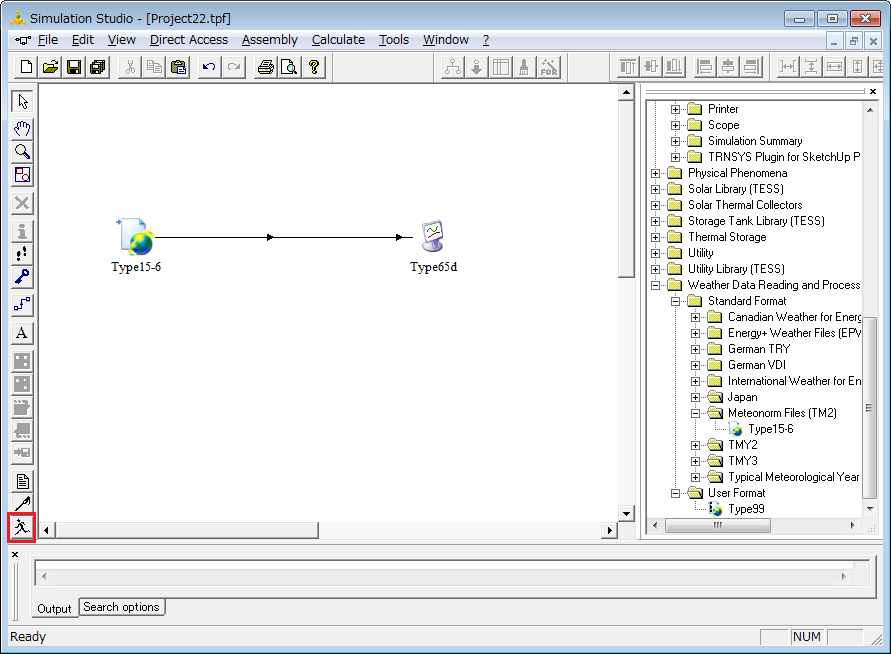 Simulation Studio - [Project22.tpf]
File Edit View Direct Access Assembly Calculate Tools Window ?
FOR
A
Type15-6
Type65d
Printer
Scope
Simulation Summary
TRNSYS Plugin for SketchUp P
Physical Phenomena
Solar Library (TESS)
Solar Thermal Collectors
Storage Tank Library (TESS)
Thermal Storage
Utility
Utility Library (TESS)
Weather Data Reading and Process
Standard Format
Canadian Weather for Energ
Energy+ Weather Files (EPW
German TRY
German VDI
International Weather for En
Japan
Meteonorm Files (TM2)
Type15-6
TMY2
TMY3
Typical Meteorological Year
User Format
Type99
Output Search options
Ready NUM